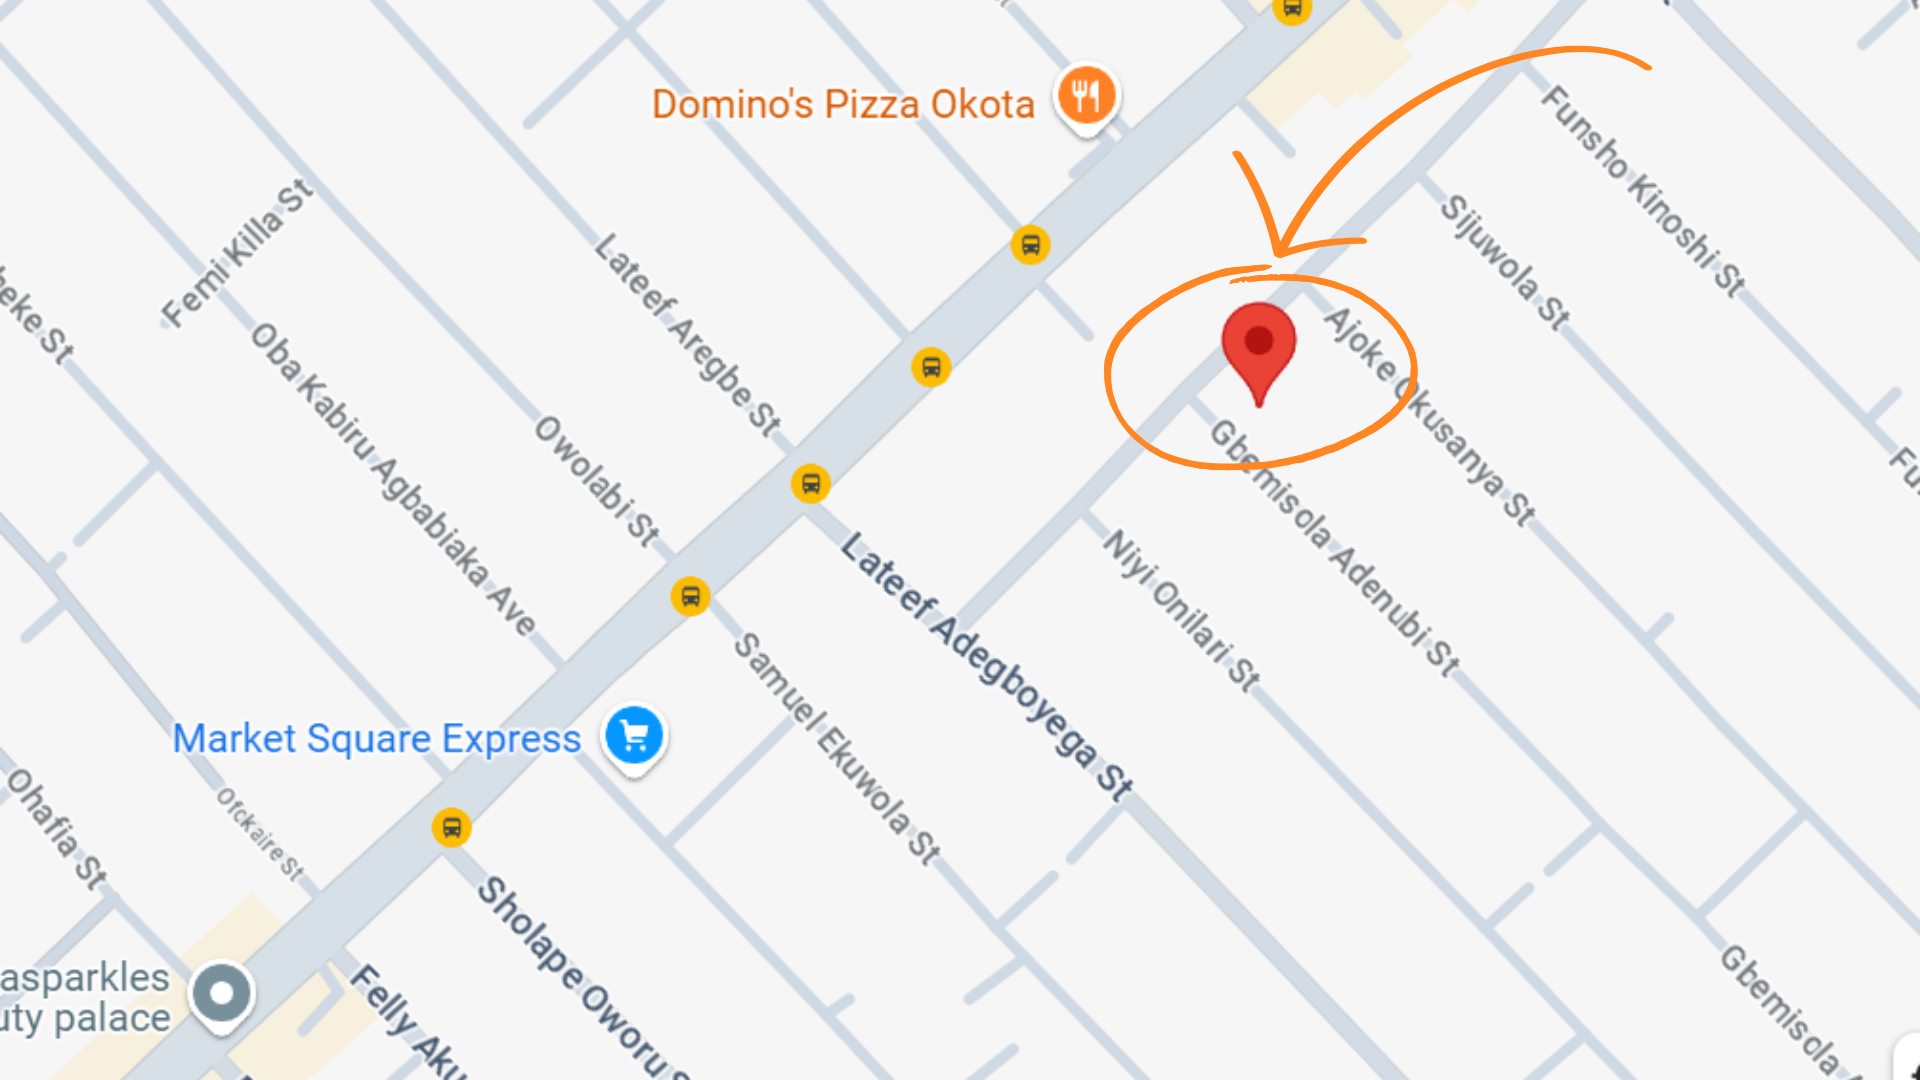 Domino's Pizza Okota
Funsho Kinoshi St
Sijuwola St
Femi Killa St
Lateef Aregbe St
Ajoke Okusanya St
eke St
Oba Kabiru Agbabiaka Ave
Owolabi St
Gbemisola Adenubi St
Lateef Adegboyega St
Niyi Onilari St
Samuel Ekuwola St
Market Square Express
Ohafia St
Ofckaire St
Sholape Oworu S
Felly Aku
asparkles
uty palace
Gbemisola A
Fu